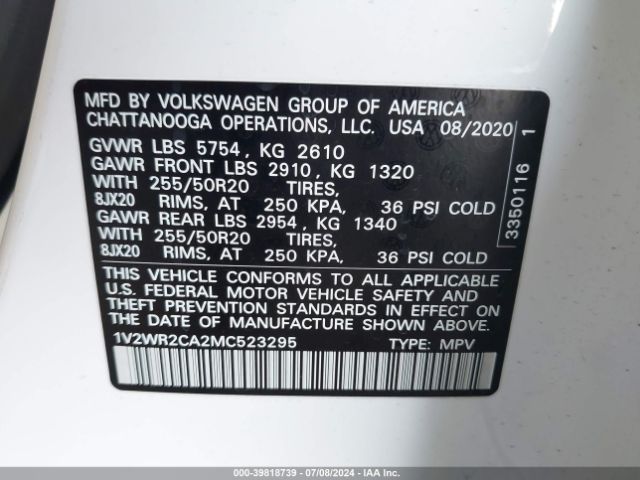 MFD BY VOLKSWAGEN GROUP OF AMERICA
CHATTANOOGA OPERATIONS, LLC. USA 08/2020
GVWR LBS 5754, KG 2610
GAWR FRONT LBS 2910, KG 1320
WITH 255/50R20 TIRES,
8JX20 RIMS, AT 250 KPA, 36 PSI COLD
GAWR REAR LBS 2954, KG 1340
WITH 255/50R20 TIRES,
8JX20 RIMS, AT 250 KPA, 36 PSI COLD
THIS VEHICLE CONFORMS TO ALL APPLICABLE
U.S. FEDERAL MOTOR VEHICLE SAFETY AND
THEFT PREVENTION STANDARDS IN EFFECT ON
THE DATE OF MANUFACTURE SHOWN ABOVE
1V2WR2CA2MC523295 TYPE: MPV
3350116 1
000-39818739 - 07/08/2024 - IAAI.COM